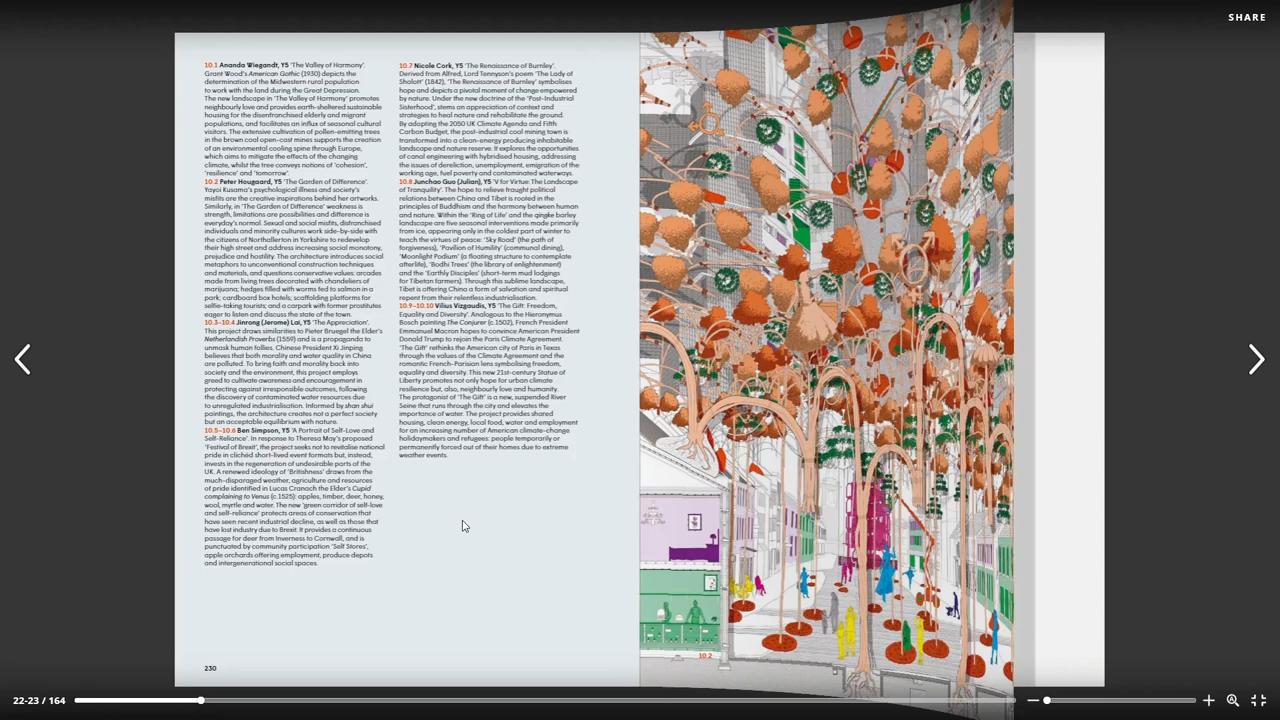 SHARE
10.1 Ananda Wiegandt, Y5 ‘The Valley of Harmony’.
Grant Wood’s American Gothic (1930) depicts the
determination of the Midwestern rural population
to work with the land during the Great Depression.
The new landscape in ‘The Valley of Harmony’ promotes
neighbourly love and provides earth-sheltered sustainable
housing for the disenfranchised elderly and migrant
populations, and facilitates an influx of seasonal cultural
visitors. The extensive cultivation of pollen-emitting trees
in the brown coal open-cast mines supports the creation
of an environmental cooling spine through Europe,
which aims to mitigate the effects of the changing
climate, whilst the tree conveys notions of ‘cohesion’,
‘resilience’ and ‘tomorrow’.
10.2 Peter Hougaard, Y5 ‘The Garden of Difference’.
Yayoi Kusama’s psychological illness and society’s
misfits are the creative inspirations behind her artworks.
Similarly, in ‘The Garden of Difference’ weakness is
strength, limitations are possibilities and difference is
everyday’s normal. Sexual and social misfits, disfranchised
individuals and minority cultures work side-by-side with
the citizens of Northallerton in Yorkshire to redevelop
their high street and address increasing social monotony,
prejudice and hostility. The architecture introduces social
metaphors to unconventional construction techniques
and materials, and questions conservative values: arcades
made from living trees decorated with chandeliers of
marijuana; hedges filled with worms fed to salmon in a
park; cardboard box hotels; scaffolding platforms for
selfie-taking tourists; and a carpark with former prostitutes
eager to listen and discuss the state of the town.
10.3–10.4 Jinrong (Jerome) Lai, Y5 ‘The Appreciation’.
This project draws similarities to Pieter Bruegel the Elder’s
Netherlandish Proverbs (1559) and is a propaganda to
unmask human follies. Chinese President Xi Jinping
believes that both morality and water quality in China
are polluted. To bring faith and morality back into
society and the environment, this project employs
greed to cultivate awareness and encouragement in
protecting against irresponsible outcomes, following
the discovery of contaminated water resources due
to unregulated industrialisation. Informed by shan shui
paintings, the architecture creates not a perfect society
but an acceptable equilibrium with nature.
10.5–10.6 Ben Simpson, Y5 ‘A Portrait of Self-Love and
Self-Reliance’. In response to Theresa May’s proposed
‘Festival of Brexit’, the project seeks not to revitalise national
pride in clichéd short-lived event formats but, instead,
invests in the regeneration of undesirable parts of the
UK. A renewed ideology of ‘Britishness’ draws from the
much-disparaged weather, agriculture and resources
of pride identified in Lucas Cranach the Elder’s Cupid
complaining to Venus (c.1525): apples, timber, deer, honey,
wool, myrtle and water. The new ‘green corridor of self-love
and self-reliance’ protects areas of conservation that
have seen recent industrial decline, as well as those that
have lost industry due to Brexit. It provides a continuous
passage for deer from Inverness to Cornwall, and is
punctuated by community participation ‘Self Stores’,
apple orchards offering employment, produce depots
and intergenerational social spaces.
10.7 Nicole Cork, Y5 ‘The Renaissance of Burnley’.
Derived from Alfred, Lord Tennyson’s poem ‘The Lady of
Shalott’ (1842), ‘The Renaissance of Burnley’ symbolises
hope and depicts a pivotal moment of change empowered
by nature. Under the new doctrine of the ‘Post-Industrial
Sisterhood’, stems an appreciation of context and
strategies to heal nature and rehabilitate the ground.
By adopting the 2050 UK Climate Agenda and Fifth
Carbon Budget, the post-industrial coal mining town is
transformed into a clean-energy producing inhabitable
landscape and nature reserve. It explores the opportunities
of canal engineering with hybridised housing, addressing
the issues of dereliction, unemployment, emigration of the
working age, fuel poverty and contaminated waterways.
10.8 Junchao Guo (Julian), Y5 ‘V for Virtue: The Landscape
of Tranquility’. The hope to relieve fraught political
relations between China and Tibet is rooted in the
principles of Buddhism and the harmony between human
and nature. Within the ‘Ring of Life’ and the qingke barley
landscape are five seasonal interventions made primarily
from ice, appearing only in the coldest part of winter to
teach the virtues of peace: ‘Sky Road’ (the path of
forgiveness), ‘Pavilion of Humility’ (communal dining),
‘Moonlight Podium’ (a floating structure to contemplate
afterlife), ‘Bodhi Trees’ (the library of enlightenment)
and the ‘Earthly Disciples’ (short-term mud lodgings
for Tibetan farmers). Through this sublime landscape,
Tibet is offering China a form of salvation and spiritual
repent from their relentless industrialisation.
10.9–10.10 Vilius Vizgaudis, Y5 ‘The Gift: Freedom,
Equality and Diversity’. Analogous to the Hieronymus
Bosch painting The Conjurer (c.1502), French President
Emmanuel Macron hopes to convince American President
Donald Trump to rejoin the Paris Climate Agreement.
‘The Gift’ rethinks the American city of Paris in Texas
through the values of the Climate Agreement and the
romantic French-Parisian lens symbolising freedom,
equality and diversity. This new 21st-century Statue of
Liberty promotes not only hope for urban climate
resilience but, also, neighbourly love and humanity.
The protagonist of ‘The Gift’ is a new, suspended River
Seine that runs through the city and elevates the
importance of water. The project provides shared
housing, clean energy, local food, water and employment
for an increasing number of American climate-change
holidaymakers and refugees: people temporarily or
permanently forced out of their homes due to extreme
weather events.
10.2
230
22-23 / 164